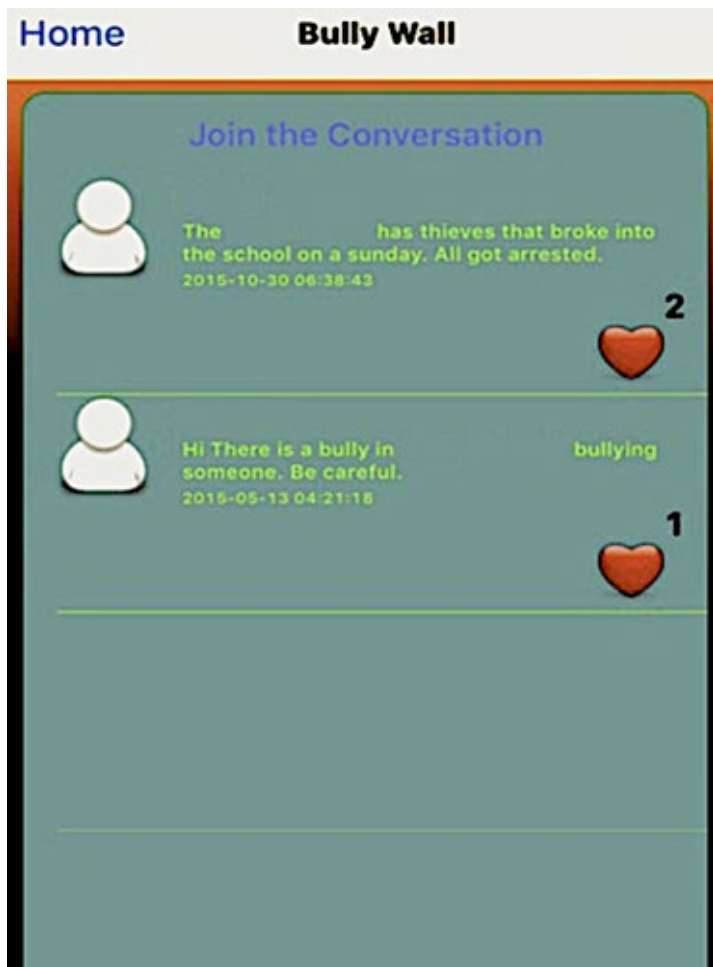 Home Bully Wall
Join the Conversation
The has thieves that broke into
the school on a sunday. All got arrested.
2015-10-30 06:38:43
2
Hi There is a bully in bullying
someone. Be careful.
2015-05-13 04:21:18
1